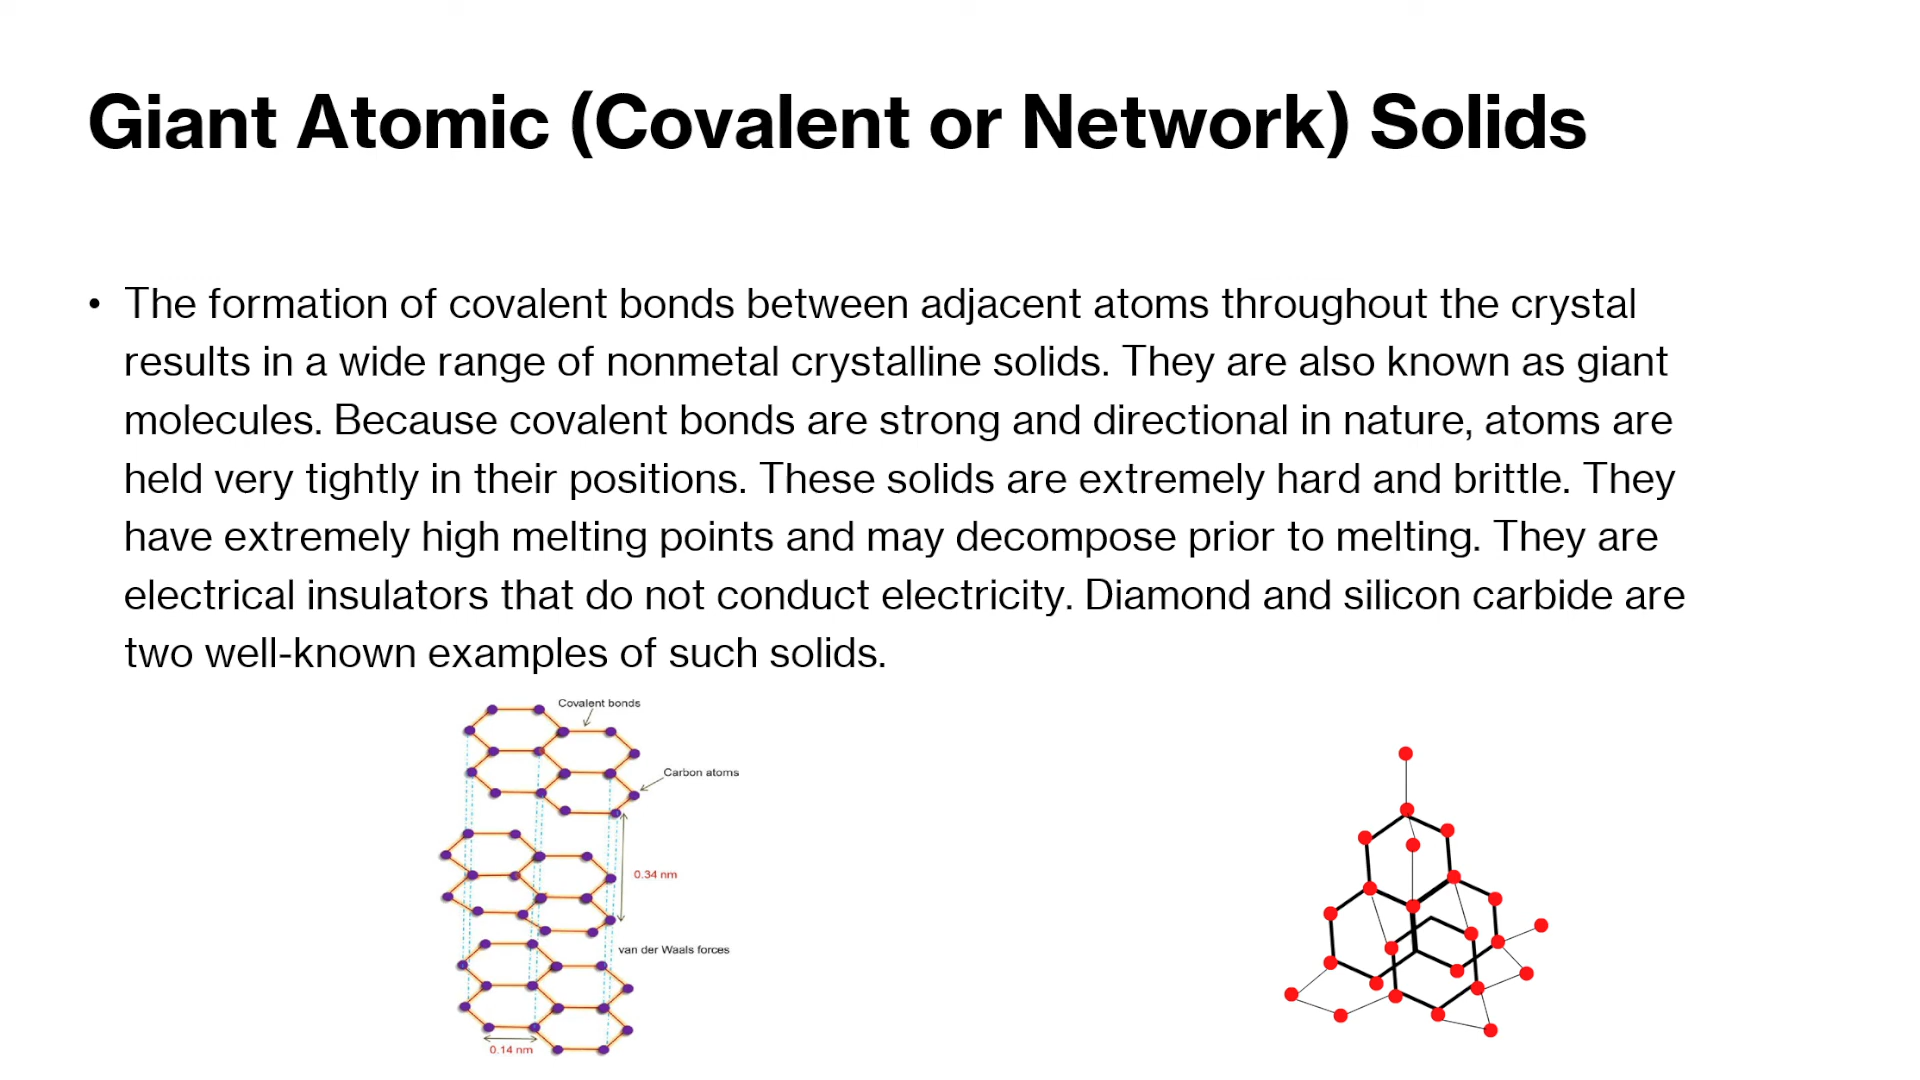 Giant Atomic (Covalent or Network) Solids
• The formation of covalent bonds between adjacent atoms throughout the crystal
results in a wide range of nonmetal crystalline solids. They are also known as giant
molecules. Because covalent bonds are strong and directional in nature, atoms are
held very tightly in their positions. These solids are extremely hard and brittle. They
have extremely high melting points and may decompose prior to melting. They are
electrical insulators that do not conduct electricity. Diamond and silicon carbide are
two well-known examples of such solids.
Covalent bonds
Carbon atoms
0.34 nm
van der Waals forces
0.14 nm